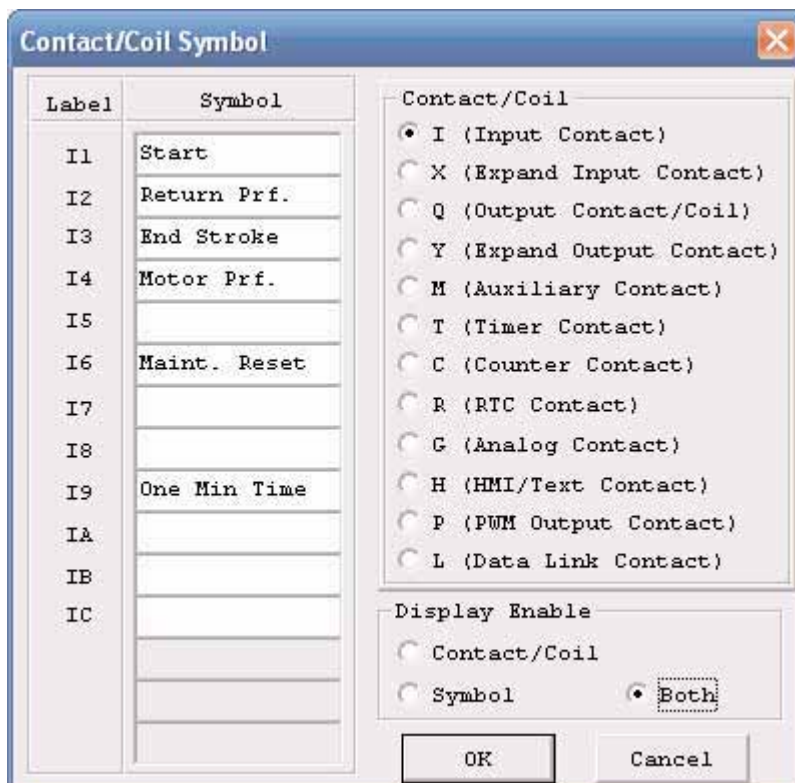 Contact/Coil Symbol
Label Symbol
I1 Start
I2 Return Prf.
I3 End Stroke
I4 Motor Prf.
I5
I6 Maint. Reset
I7
I8
I9 One Min Time
IA
IB
IC
Contact/Coil
I (Input Contact)
X (Expand Input Contact)
Q (Output Contact/Coil)
Y (Expand Output Contact)
M (Auxiliary Contact)
T (Timer Contact)
C (Counter Contact)
R (RTC Contact)
G (Analog Contact)
H (HMI/Text Contact)
P (PWM Output Contact)
L (Data Link Contact)
Display Enable
Contact/Coil
Symbol Both
OK Cancel